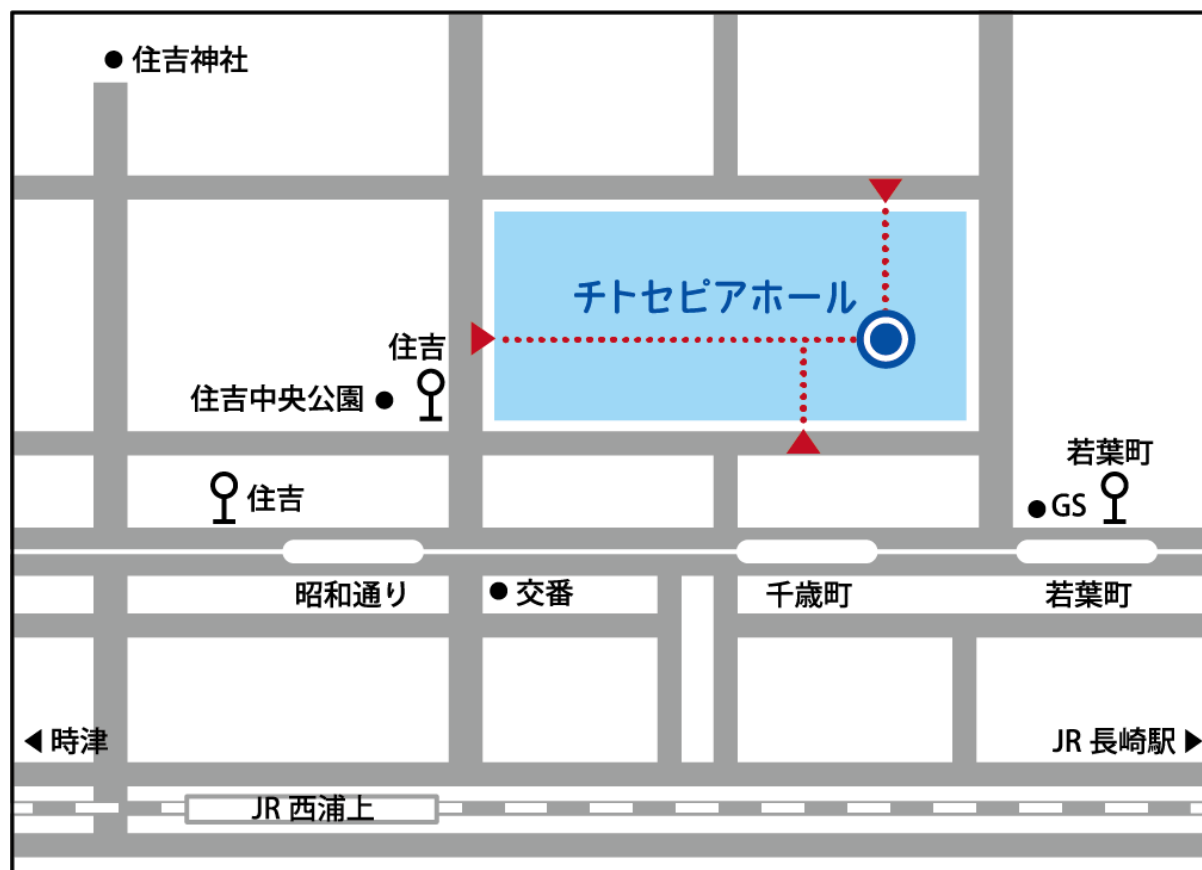 住吉神社
チトセピアホール
住吉
住吉中央公園
若葉町
住吉
GS
昭和通り
交番
千歳町
若葉町
時津
JR 長崎駅
JR 西浦上